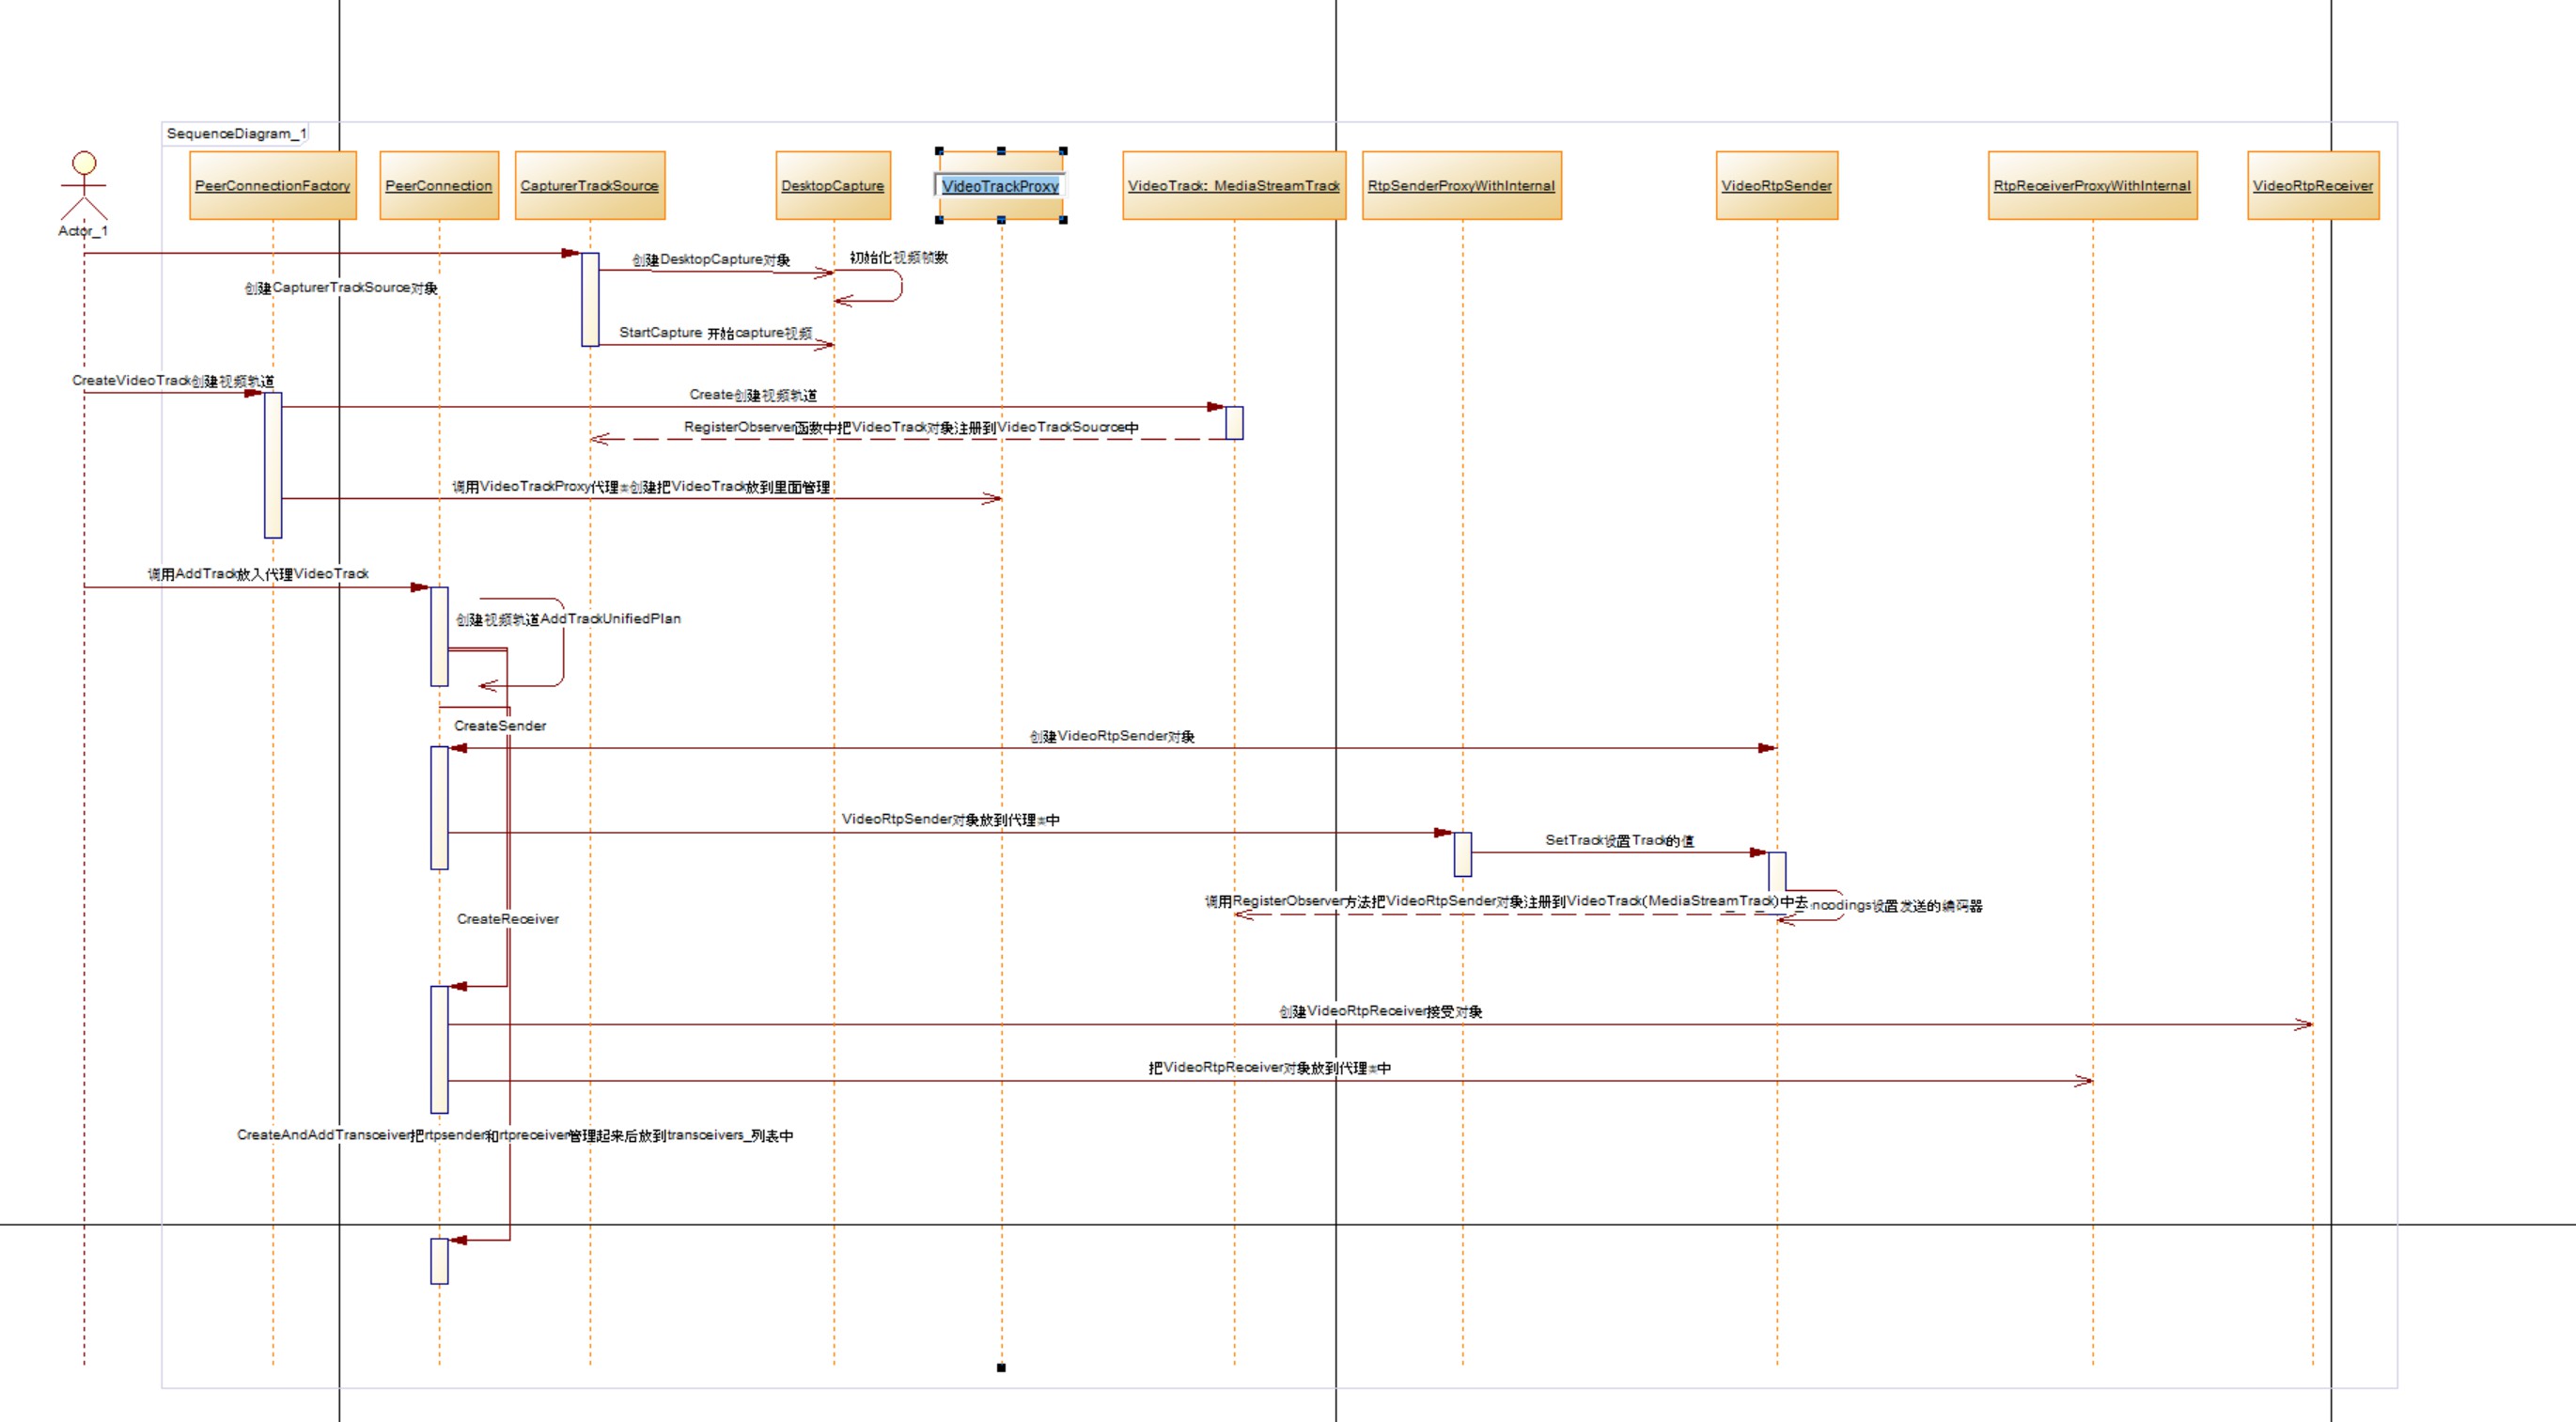 SequenceDiagram_1
PeerConnectionFactory
PeerConnection
CapturerTrackSource
DesktopCapture
VideoTrackProxy
VideoTrack: MediaStreamTrack
RtpSenderProxyWithInternal
VideoRtpSender
RtpReceiverProxyWithInternal
VideoRtpReceiver
Actor_1
创建DesktopCapture对象
初始化视频帧数
创建CapturerTrackSource对象
StartCapture 开始capture视频
CreateVideoTrack创建视频轨道
Create创建视频轨道
RegisterObserver函数中把VideoTrack对象注册到VideoTrackSoucrce中
调用VideoTrackProxy代理 创建把VideoTrack放到里面管理
调用AddTrack放入代理VideoTrack
创建视频轨道AddTrackUnifiedPlan
CreateSender
创建VideoRtpSender对象
VideoRtpSender对象放到代理 中
SetTrack设置Track的值
调用RegisterObserver方法把VideoRtpSender对象注册到VideoTrack(MediaStreamTrack)中去
ncodings设置发送的编码器
CreateReceiver
创建VideoRtpReceiver接受对象
把VideoRtpReceiver对象放到代理 中
CreateAndAddTransceiver把rtpsender和rtpreceiver管理起来后放到transceivers_列表中